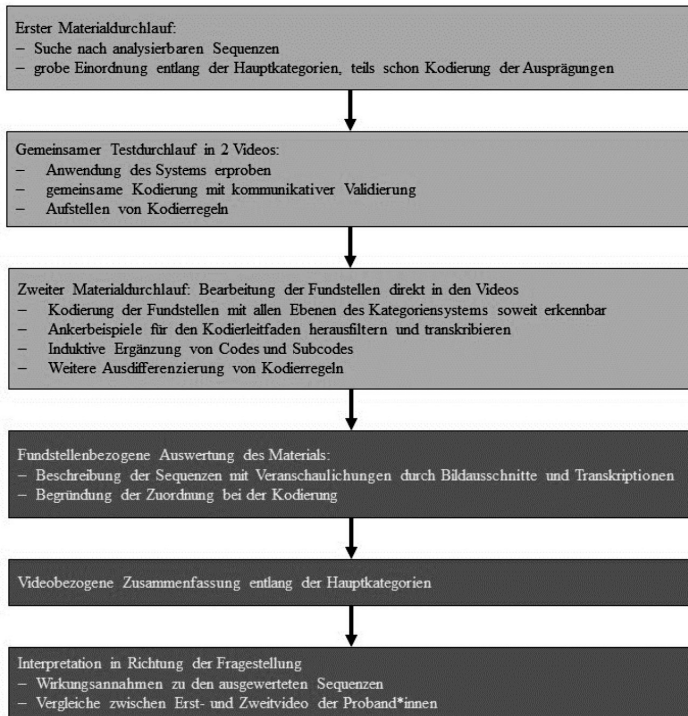 Erster Materialdurchlauf:
– Suche nach analysierbaren Sequenzen
– grobe Einordnung entlang der Hauptkategorien, teils schon Kodierung der Ausprägungen
Gemeinsamer Testdurchlauf in 2 Videos:
– Anwendung des Systems erproben
– gemeinsame Kodierung mit kommunikativer Validierung
– Aufstellen von Kodierregeln
Zweiter Materialdurchlauf: Bearbeitung der Fundstellen direkt in den Videos
– Kodierung der Fundstellen mit allen Ebenen des Kategoriensystems soweit erkennbar
– Ankerbeispiele für den Kodierleitfaden herausfiltern und transkribieren
– Induktive Ergänzung von Codes und Subcodes
– Weitere Ausdifferenzierung von Kodierregeln
Fundstellenbezogene Auswertung des Materials:
– Beschreibung der Sequenzen mit Veranschaulichungen durch Bildausschnitte und Transkriptionen
– Begründung der Zuordnung bei der Kodierung
Videobezogene Zusammenfassung entlang der Hauptkategorien
Interpretation in Richtung der Fragestellung
– Wirkungsannahmen zu den ausgewerteten Sequenzen
– Vergleiche zwischen Erst- und Zweitvideo der Proband*innen